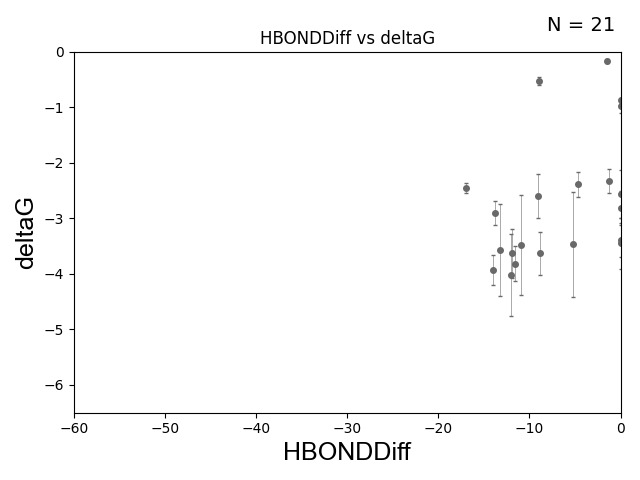 N = 21
HBONDDiff vs deltaG
deltaG
0
−1
−2
−3
−4
−5
−6
−60 −50 −40 −30 −20 −10 0
HBONDDiff